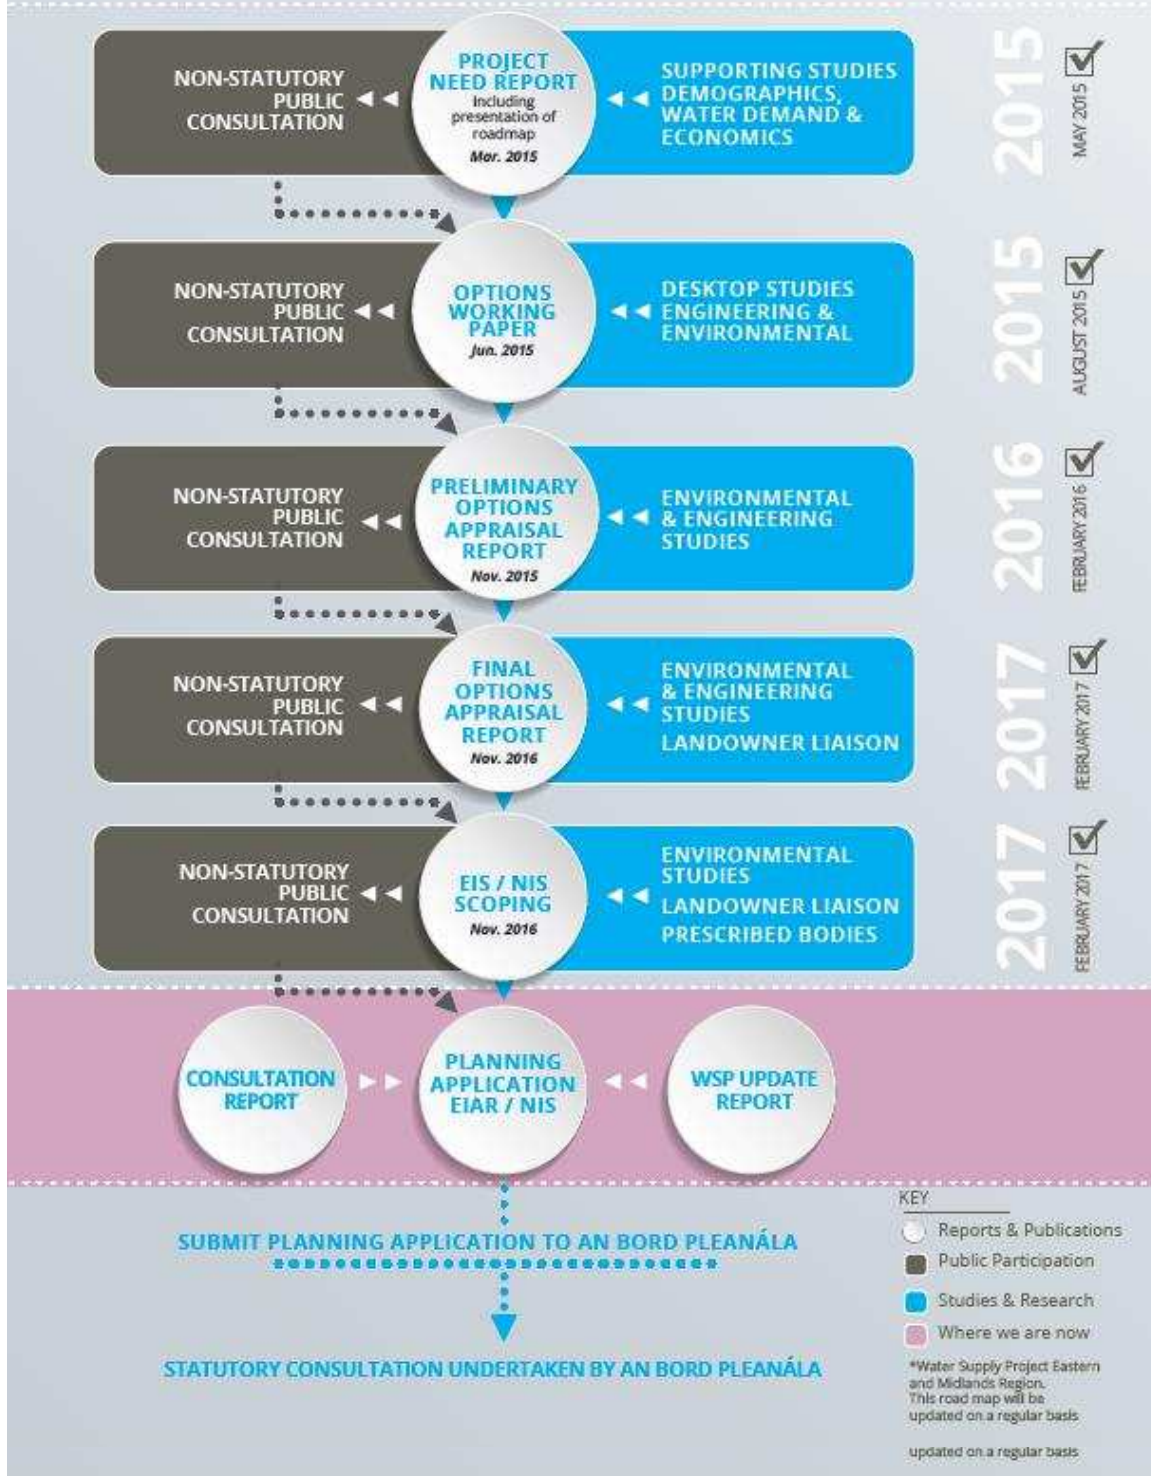 NON-STATUTORY
PUBLIC
CONSULTATION
PROJECT
NEED REPORT
Including
presentation of
roadmap
Mar. 2015
SUPPORTING STUDIES
DEMOGRAPHICS,
WATER DEMAND &
ECONOMICS
2015
MAY 2015
NON-STATUTORY
PUBLIC
CONSULTATION
OPTIONS
WORKING
PAPER
Jun. 2015
DESKTOP STUDIES
ENGINEERING &
ENVIRONMENTAL
2015
AUGUST 2015
NON-STATUTORY
PUBLIC
CONSULTATION
PRELIMINARY
OPTIONS
APPRAISAL
REPORT
Nov. 2015
ENVIRONMENTAL
& ENGINEERING
STUDIES
2016
FEBRUARY 2016
NON-STATUTORY
PUBLIC
CONSULTATION
FINAL
OPTIONS
APPRAISAL
REPORT
Nov. 2016
ENVIRONMENTAL
& ENGINEERING
STUDIES
LANDOWNER LIAISON
2017
FEBRUARY 2017
NON-STATUTORY
PUBLIC
CONSULTATION
EIS / NIS
SCOPING
Nov. 2016
ENVIRONMENTAL
STUDIES
LANDOWNER LIAISON
PRESCRIBED BODIES
2017
FEBRUARY 2017
CONSULTATION
REPORT
PLANNING
APPLICATION
EIAR / NIS
WSP UPDATE
REPORT
SUBMIT PLANNING APPLICATION TO AN BORD PLEANÁLA
STATUTORY CONSULTATION UNDERTAKEN BY AN BORD PLEANÁLA
KEY
Reports & Publications
Public Participation
Studies & Research
Where we are now
*Water Supply Project Eastern
and Midlands Region.
This road map will be
updated on a regular basis
updated on a regular basis